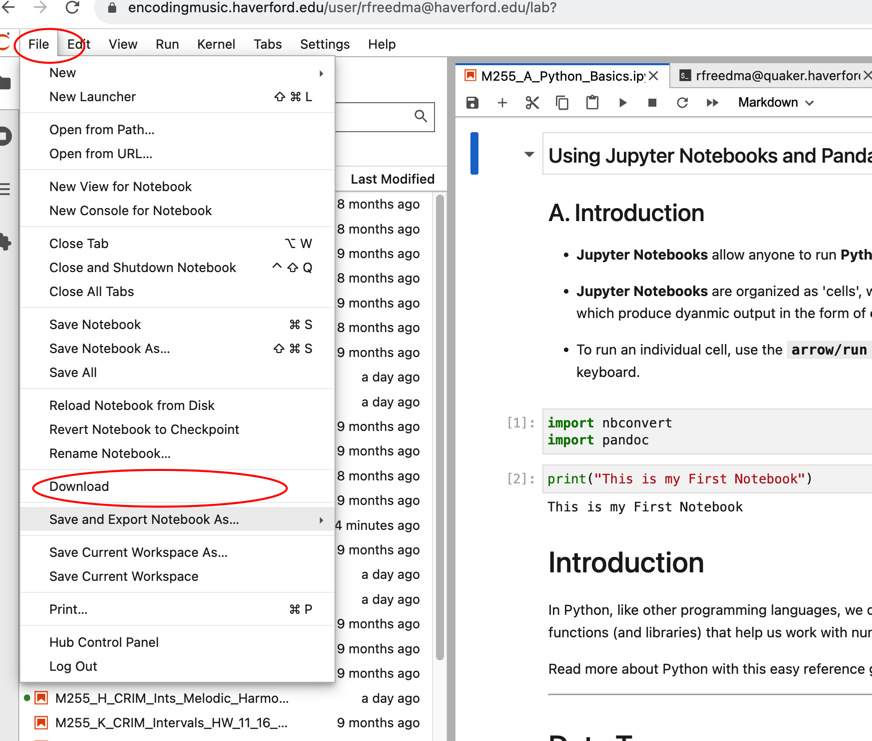 encodingmusic.haverford.edu/user/rfreedma@haverford.edu/lab?
File Edit View Run Kernel Tabs Settings Help
New
New Launcher ⇧ ⌘ L
Open from Path...
Open from URL...
New View for Notebook
New Console for Notebook
Close Tab ⌥ W
Close and Shutdown Notebook ^ ⇧ Q
Close All Tabs
Save Notebook ⌘ S
Save Notebook As... ⇧ ⌘ S
Save All
Reload Notebook from Disk
Revert Notebook to Checkpoint
Rename Notebook...
Download
Save and Export Notebook As...
Save Current Workspace As...
Save Current Workspace
Print... ⌘ P
Hub Control Panel
Log Out
Last Modified
8 months ago
8 months ago
9 months ago
8 months ago
9 months ago
8 months ago
9 months ago
a day ago
a day ago
9 months ago
9 months ago
8 months ago
9 months ago
4 minutes ago
9 months ago
a day ago
a day ago
9 months ago
9 months ago
9 months ago
M255_H_CRIM_Ints_Melodic_Harmo... a day ago
M255_K_CRIM_Intervals_HW_11_16_... 9 months ago
M255_A_Python_Basics.ip
rfreedma@quaker.haverfor
Markdown
Using Jupyter Notebooks and Panda
A. Introduction
• Jupyter Notebooks allow anyone to run Pyth
• Jupyter Notebooks are organized as 'cells', w
which produce dyanmic output in the form of
• To run an individual cell, use the arrow/run
keyboard.
[1]: import nbconvert
import pandoc
[2]: print("This is my First Notebook")
This is my First Notebook
Introduction
In Python, like other programming languages, we
functions (and libraries) that help us work with nu
Read more about Python with this easy reference